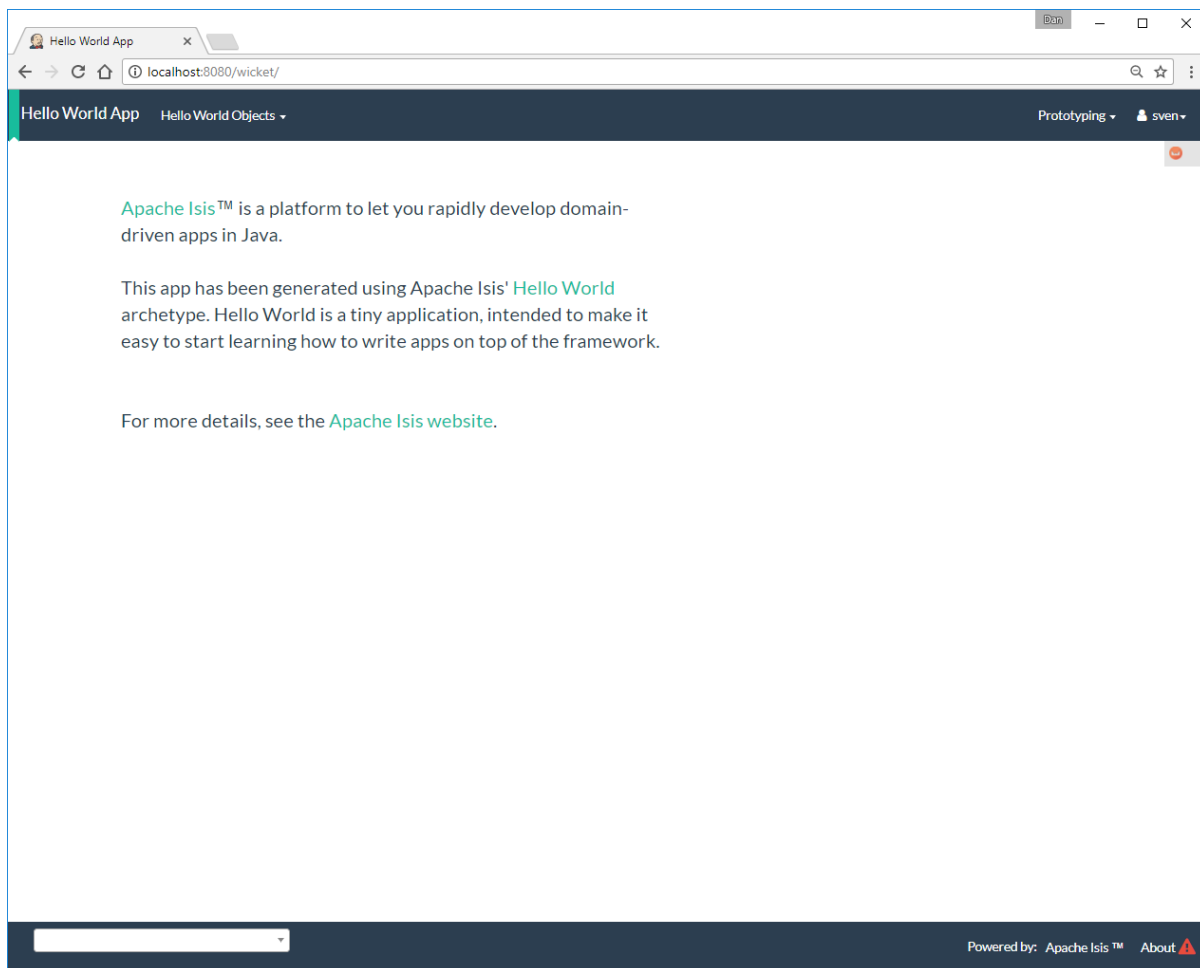 Dan
Hello World App
localhost:8080/wicket/
Hello World App Hello World Objects Prototyping sven
Apache Isis™ is a platform to let you rapidly develop domain-
driven apps in Java.
This app has been generated using Apache Isis' Hello World
archetype. Hello World is a tiny application, intended to make it
easy to start learning how to write apps on top of the framework.
For more details, see the Apache Isis website.
Powered by: Apache Isis ™ About